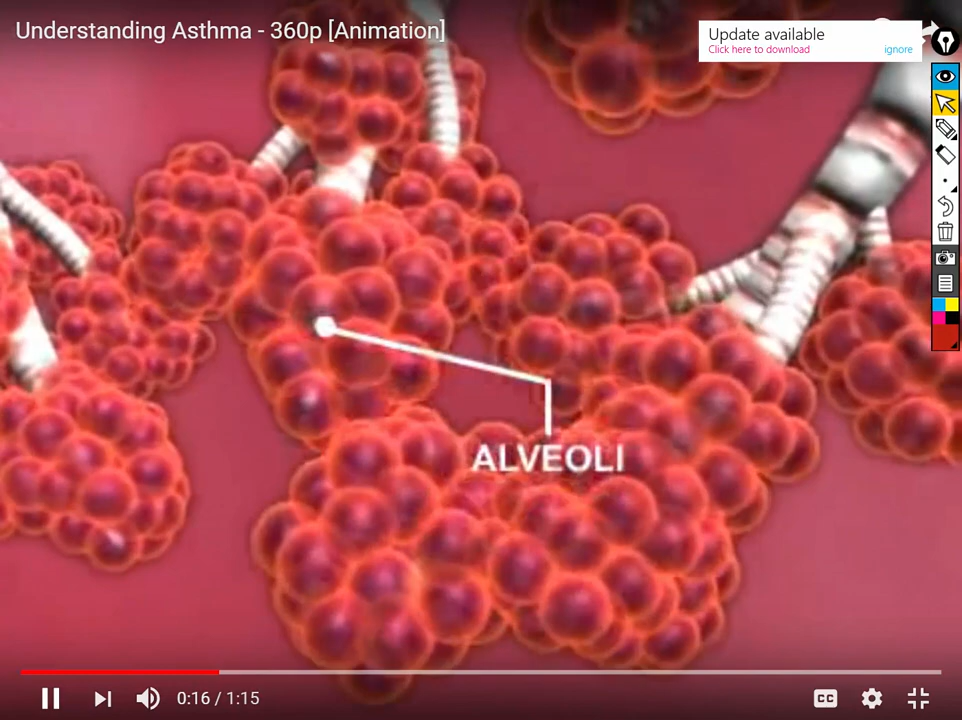 Understanding Asthma - 360p [Animation]
Update available
Click here to download
ignore
ALVEOLI
0:16 / 1:15
CC